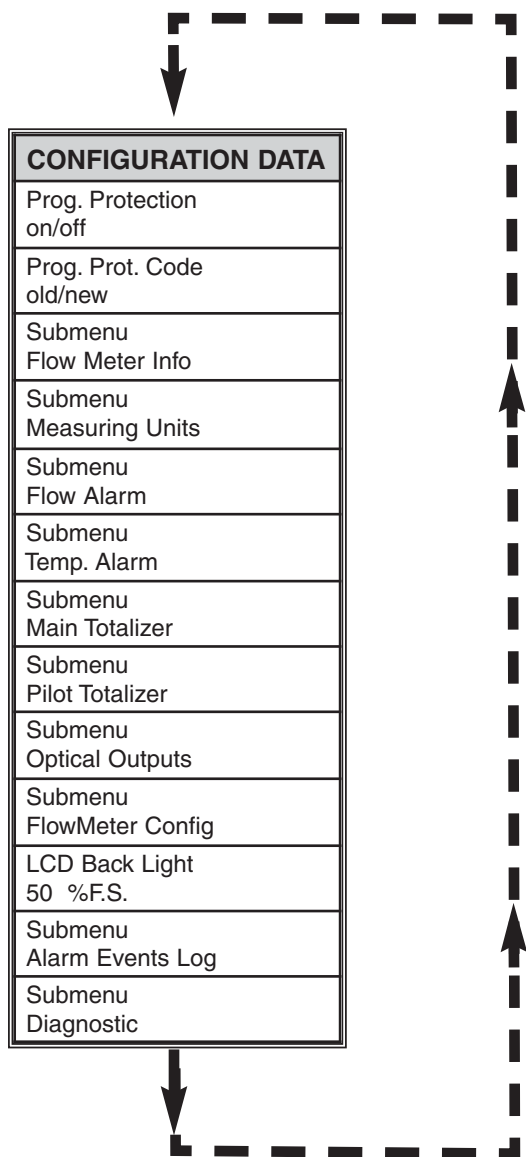 CONFIGURATION DATA
Prog. Protection
on/off
Prog. Prot. Code
old/new
Submenu
Flow Meter Info
Submenu
Measuring Units
Submenu
Flow Alarm
Submenu
Temp. Alarm
Submenu
Main Totalizer
Submenu
Pilot Totalizer
Submenu
Optical Outputs
Submenu
FlowMeter Config
LCD Back Light
50 %F.S.
Submenu
Alarm Events Log
Submenu
Diagnostic